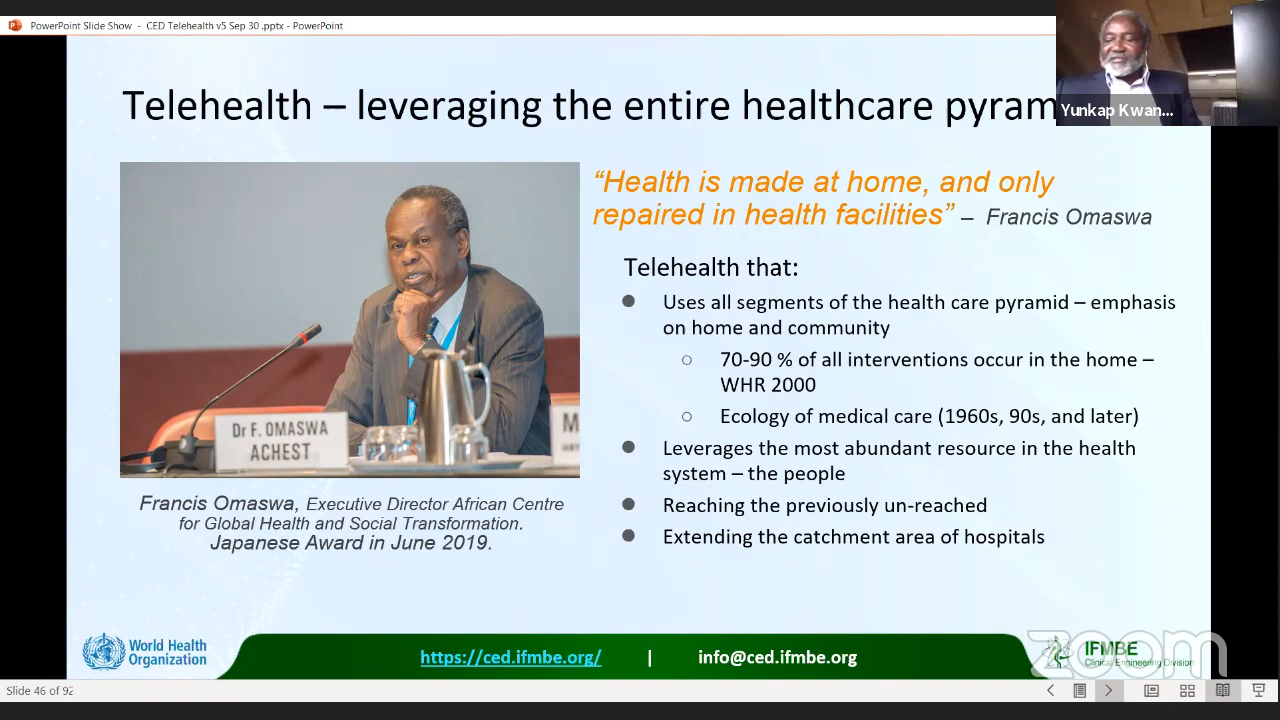 PowerPoint Slide Show - CED Telehealth v5 Sep 30 .pptx - PowerPoint
Yunkap Kwan...
Telehealth – leveraging the entire healthcare pyram
“Health is made at home, and only
repaired in health facilities” – Francis Omaswa
Telehealth that:
● Uses all segments of the health care pyramid – emphasis
on home and community
○ 70-90 % of all interventions occur in the home –
WHR 2000
○ Ecology of medical care (1960s, 90s, and later)
● Leverages the most abundant resource in the health
system – the people
● Reaching the previously un-reached
● Extending the catchment area of hospitals
Dr F. OMASWA
ACHEST
M
Francis Omaswa, Executive Director African Centre
for Global Health and Social Transformation.
Japanese Award in June 2019.
World Health
Organization
https://ced.ifmbe.org/ | info@ced.ifmbe.org
IFMBE
Clinical Engineering Division
zoom
Slide 46 of 92